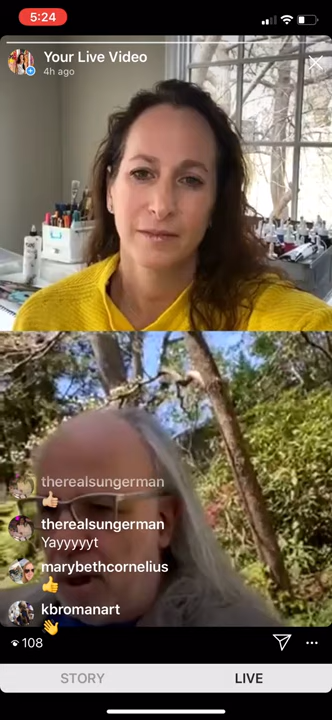 5:24
Your Live Video
4h ago
therealsungerman
👍🏻
therealsungerman
Yayyyyyt
marybethcornelius
👍
kbromanart
👋
108
STORY
LIVE